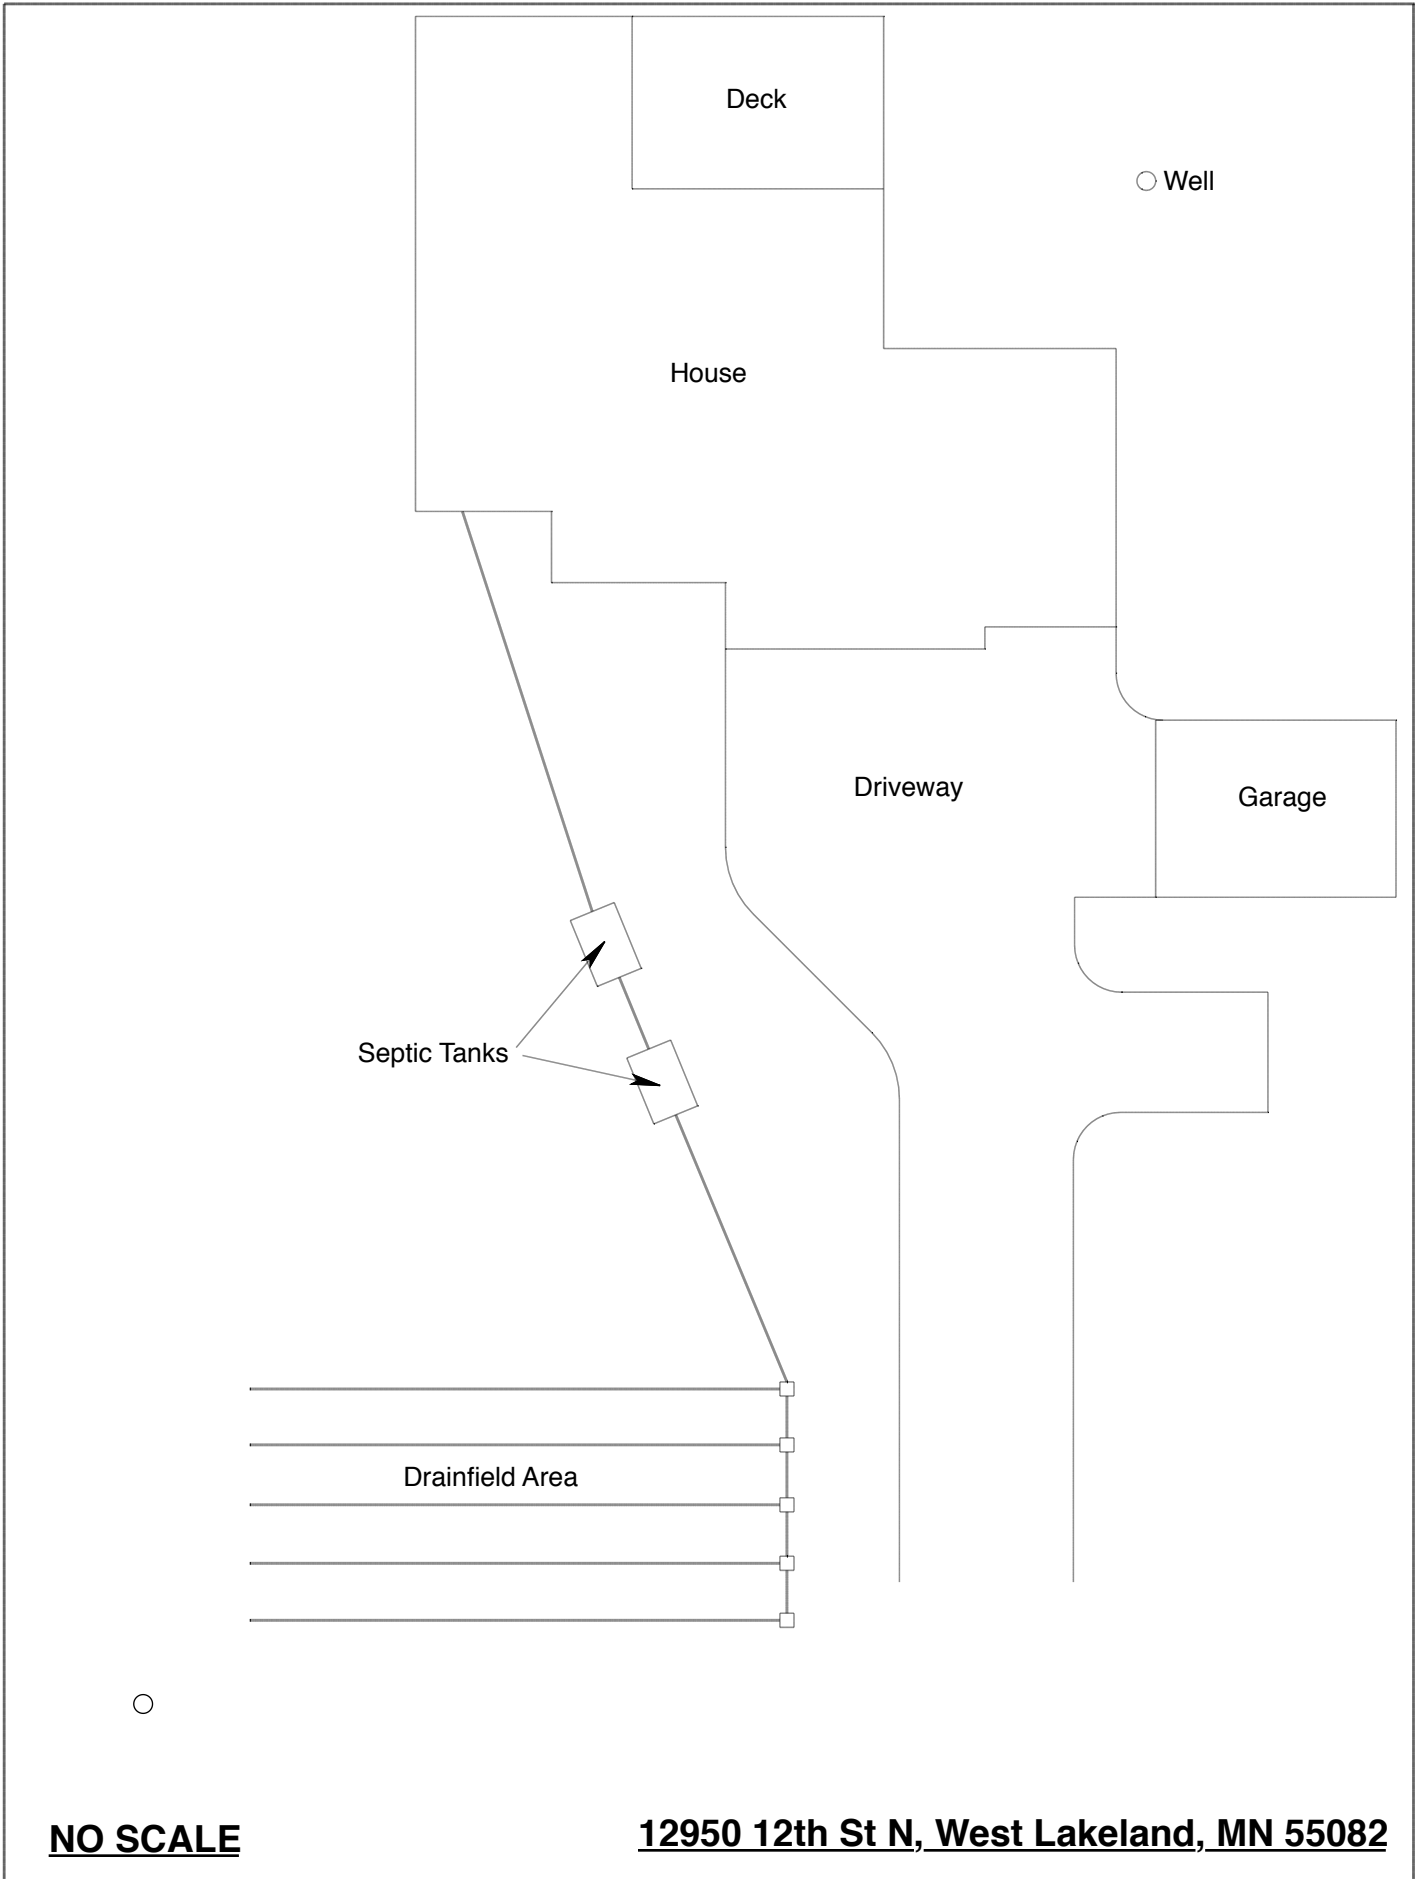 Deck
Well
House
Driveway
Garage
Septic Tanks
Drainfield Area
NO SCALE
12950 12th St N, West Lakeland, MN 55082